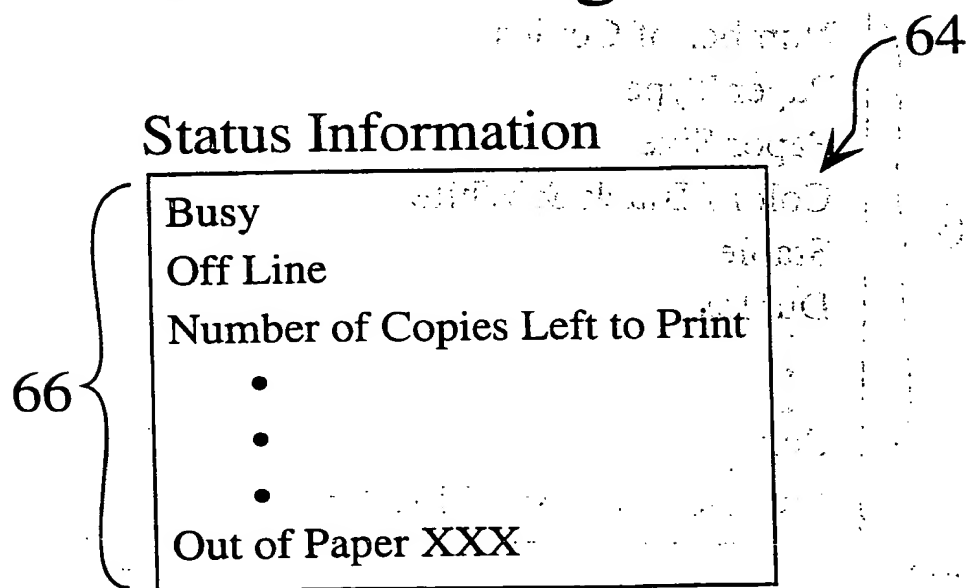 64
Status Information
Busy
Off Line
Number of Copies Left to Print
66
•
•
•
Out of Paper XXX